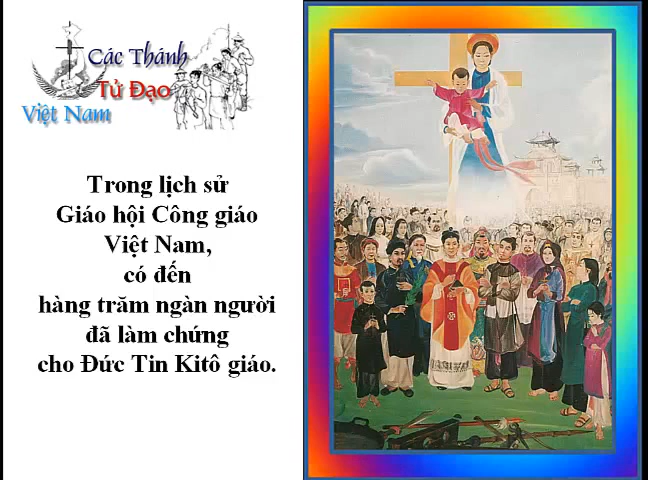 Các Thánh
Tử Đạo
Việt Nam
Trong lịch sử
Giáo hội Công giáo
Việt Nam,
có đến
hàng trăm ngàn người
đã làm chứng
cho Đức Tin Kitô giáo.